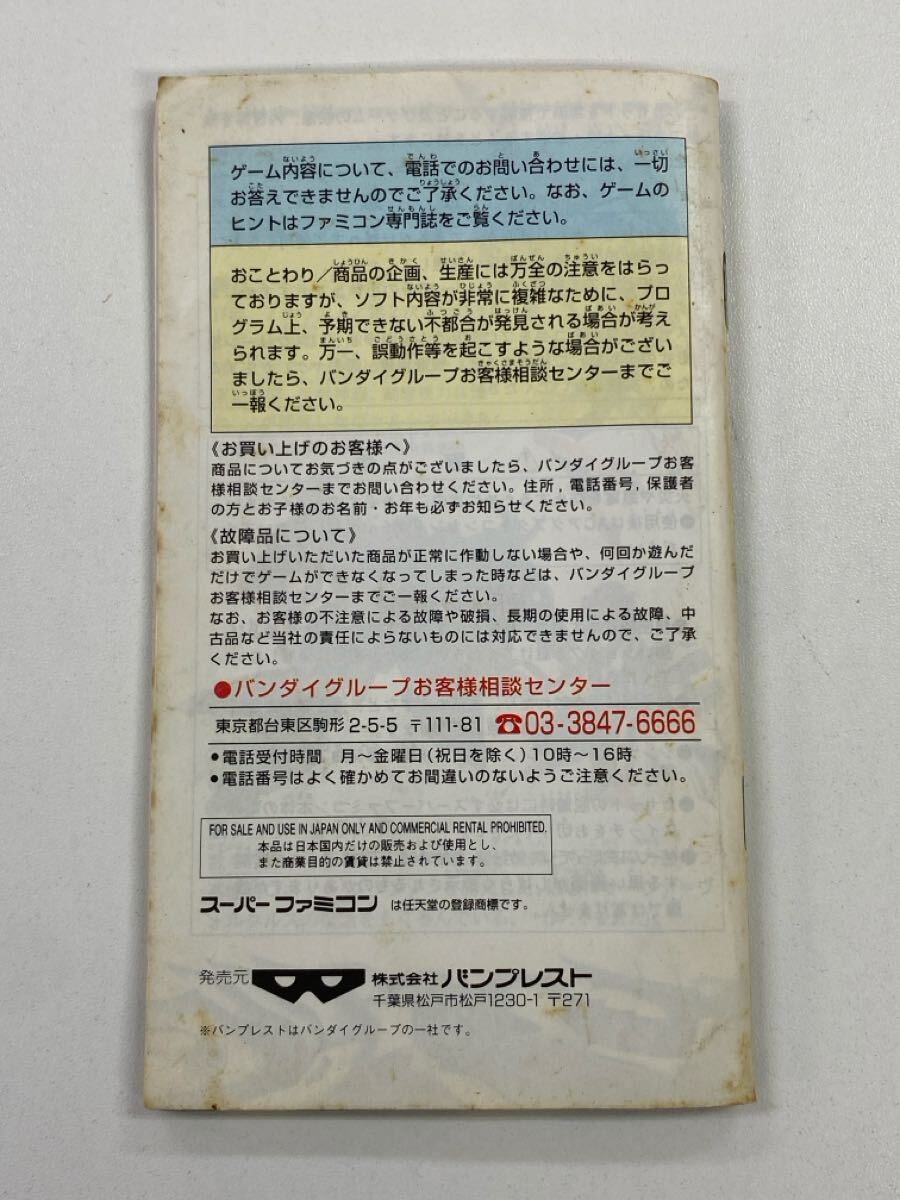 ゲーム内容について、電話でのお問い合わせには、一切
お答えできませんのでご了承ください。なお、ゲームの
ヒントはファミコン専門誌をご覧ください。
おことわり/商品の企画、生産には万全の注意をはらっ
ておりますが、ソフト内容が非常に複雑なために、プロ
グラム上、予期できない不都合が発見される場合が考え
られます。万一、誤動作等を起こすような場合がござい
ましたら、バンダイグループお客様相談センターまでご
一報ください。
《お買い上げのお客様へ》
商品についてお気づきの点がございましたら、バンダイグループお客
様相談センターまでお問い合わせください。住所，電話番号，保護者
の方とお子様のお名前・お年も必ずお知らせください。
《故障品について》
お買い上げいただいた商品が正常に作動しない場合や、何回か遊んだ
だけでゲームができなくなってしまった時などは、バンダイグループ
お客様相談センターまでご一報ください。
なお、お客様の不注意による故障や破損、長期の使用による故障、中
古品など当社の責任によらないものには対応できませんので、ご了承
ください。
●バンダイグループお客様相談センター
東京都台東区駒形2-5-5 〒111-81 ☎03-3847-6666
●電話受付時間 月〜金曜日(祝日を除く)10時〜16時
●電話番号はよく確かめてお間違いのないようご注意ください。
FOR SALE AND USE IN JAPAN ONLY AND COMMERCIAL RENTAL PROHIBITED.
本品は日本国内だけの販売および使用とし、
また商業目的の賃貸は禁止されています。
スーパーファミコン は任天堂の登録商標です。
発売元 株式会社 バンプレスト
千葉県松戸市松戸1230-1 〒271
※バンプレストはバンダイグループの一社です。